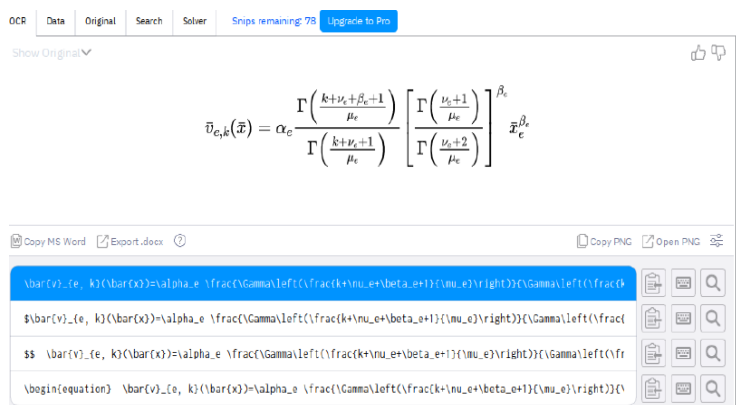 OCR Data Original Search Solver Snips remaining: 78 Upgrade to Pro
Show Original
\bar{v}_{e,k}(\bar{x}) = \alpha_e \frac{\Gamma\left(\frac{k+\nu_e+\beta_e+1}{\mu_e}\right)}{\Gamma\left(\frac{k+\nu_e+1}{\mu_e}\right)} \left[\frac{\Gamma\left(\frac{\nu_e+1}{\mu_e}\right)}{\Gamma\left(\frac{\nu_e+2}{\mu_e}\right)}\right]^{\beta_e} \bar{x}_e^{\beta_e}
Copy MS Word Export .docx Copy PNG Open PNG
\bar{v}_{e, k}(\bar{x})=\alpha_e \frac{\Gamma\left(\frac{k+\nu_e+\beta_e+1}{\mu_e}\right)}{\Gamma\left(\frac{k
$\bar{v}_{e, k}(\bar{x})=\alpha_e \frac{\Gamma\left(\frac{k+\nu_e+\beta_e+1}{\mu_e}\right)}{\Gamma\left(\frac{
$$ \bar{v}_{e, k}(\bar{x})=\alpha_e \frac{\Gamma\left(\frac{k+\nu_e+\beta_e+1}{\mu_e}\right)}{\Gamma\left(\fr
\begin{equation} \bar{v}_{e, k}(\bar{x})=\alpha_e \frac{\Gamma\left(\frac{k+\nu_e+\beta_e+1}{\mu_e}\right)}{\